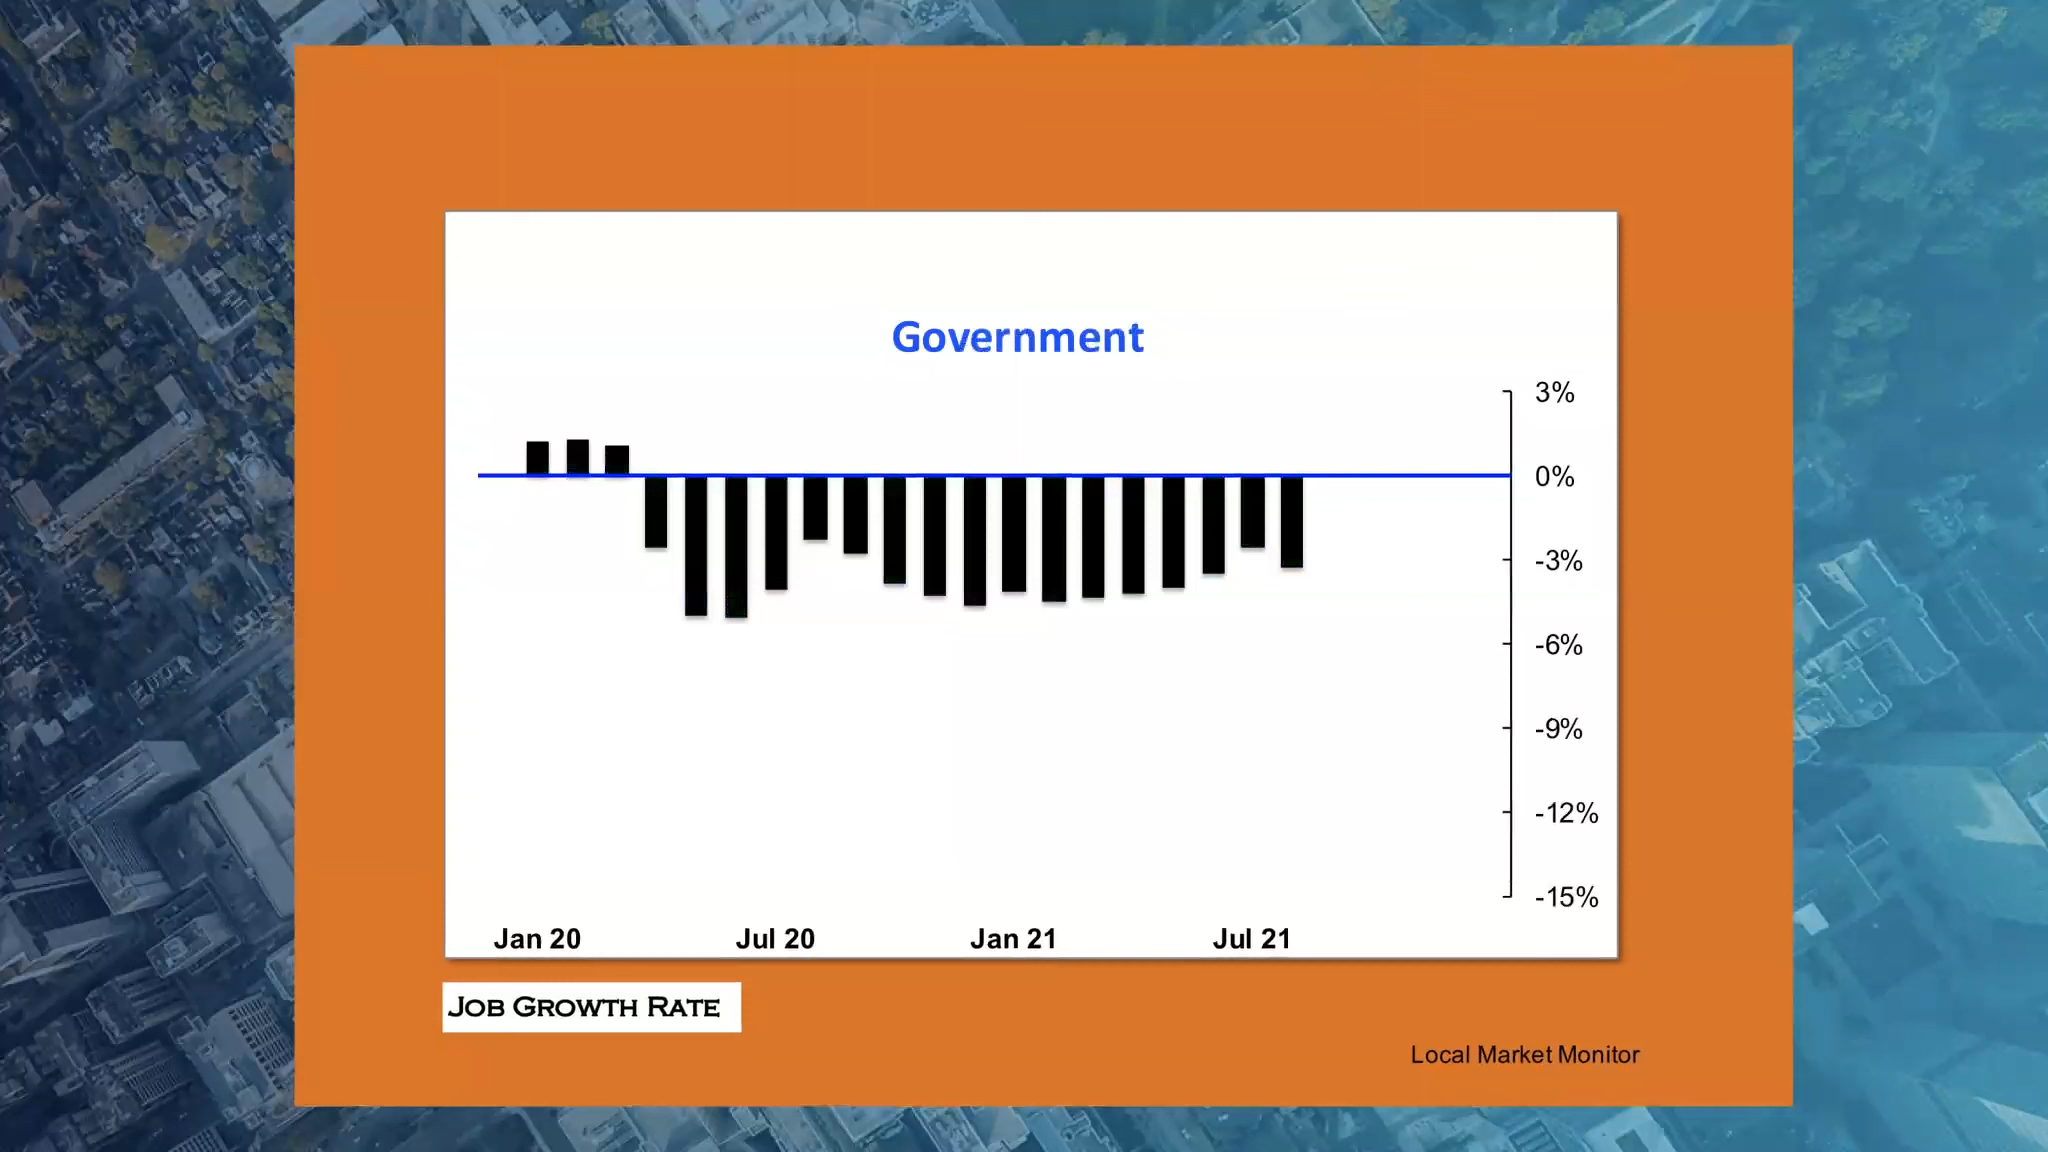 Government
3%
0%
-3%
-6%
-9%
-12%
-15%
Jan 20 Jul 20 Jan 21 Jul 21
JOB GROWTH RATE
Local Market Monitor